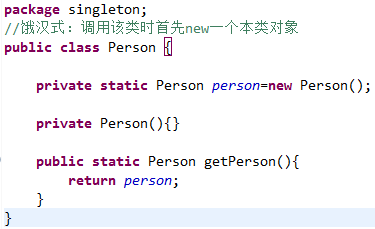 package singleton;
//饿汉式：调用该类时首先new一个本类对象
public class Person {
private static Person person=new Person();
private Person(){}
public static Person getPerson(){
return person;
}
}